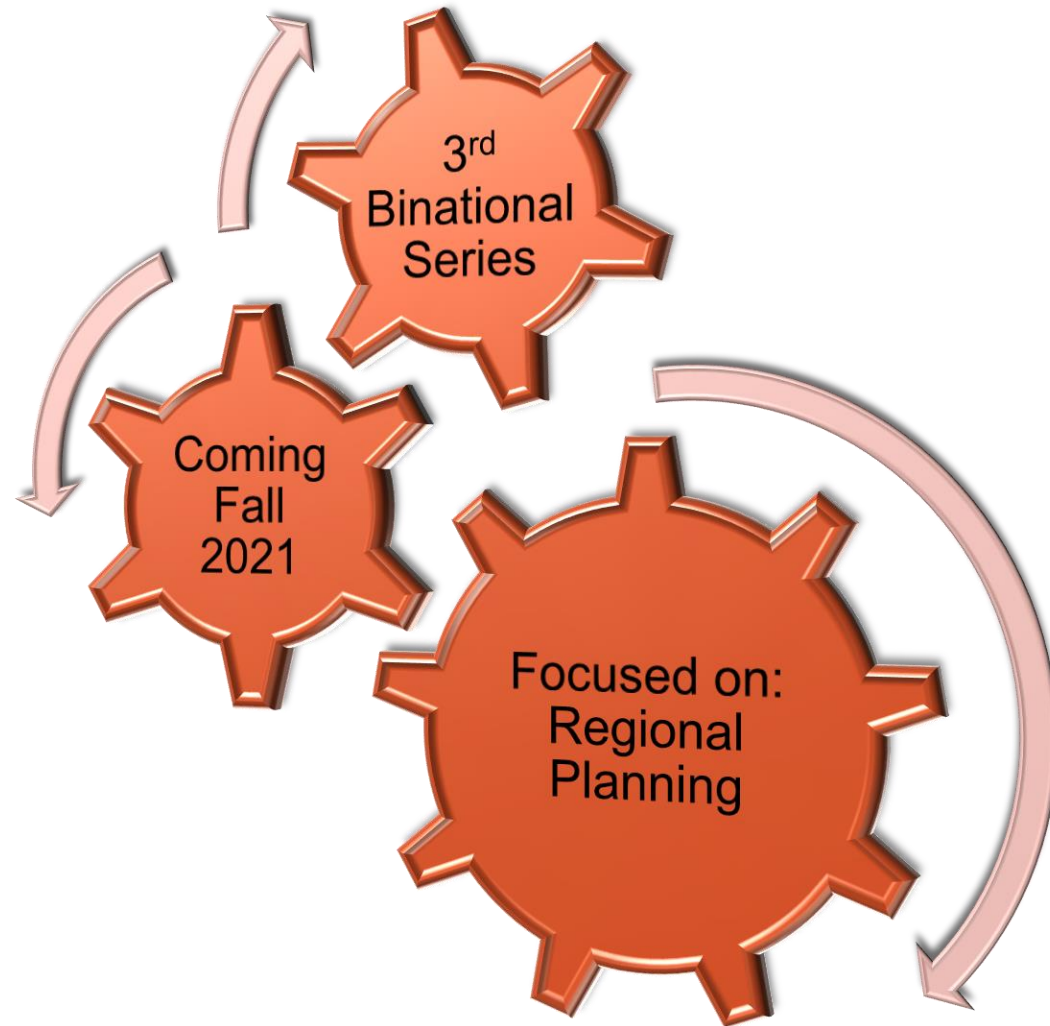 3rd
Binational
Series
Coming
Fall
2021
Focused on:
Regional
Planning